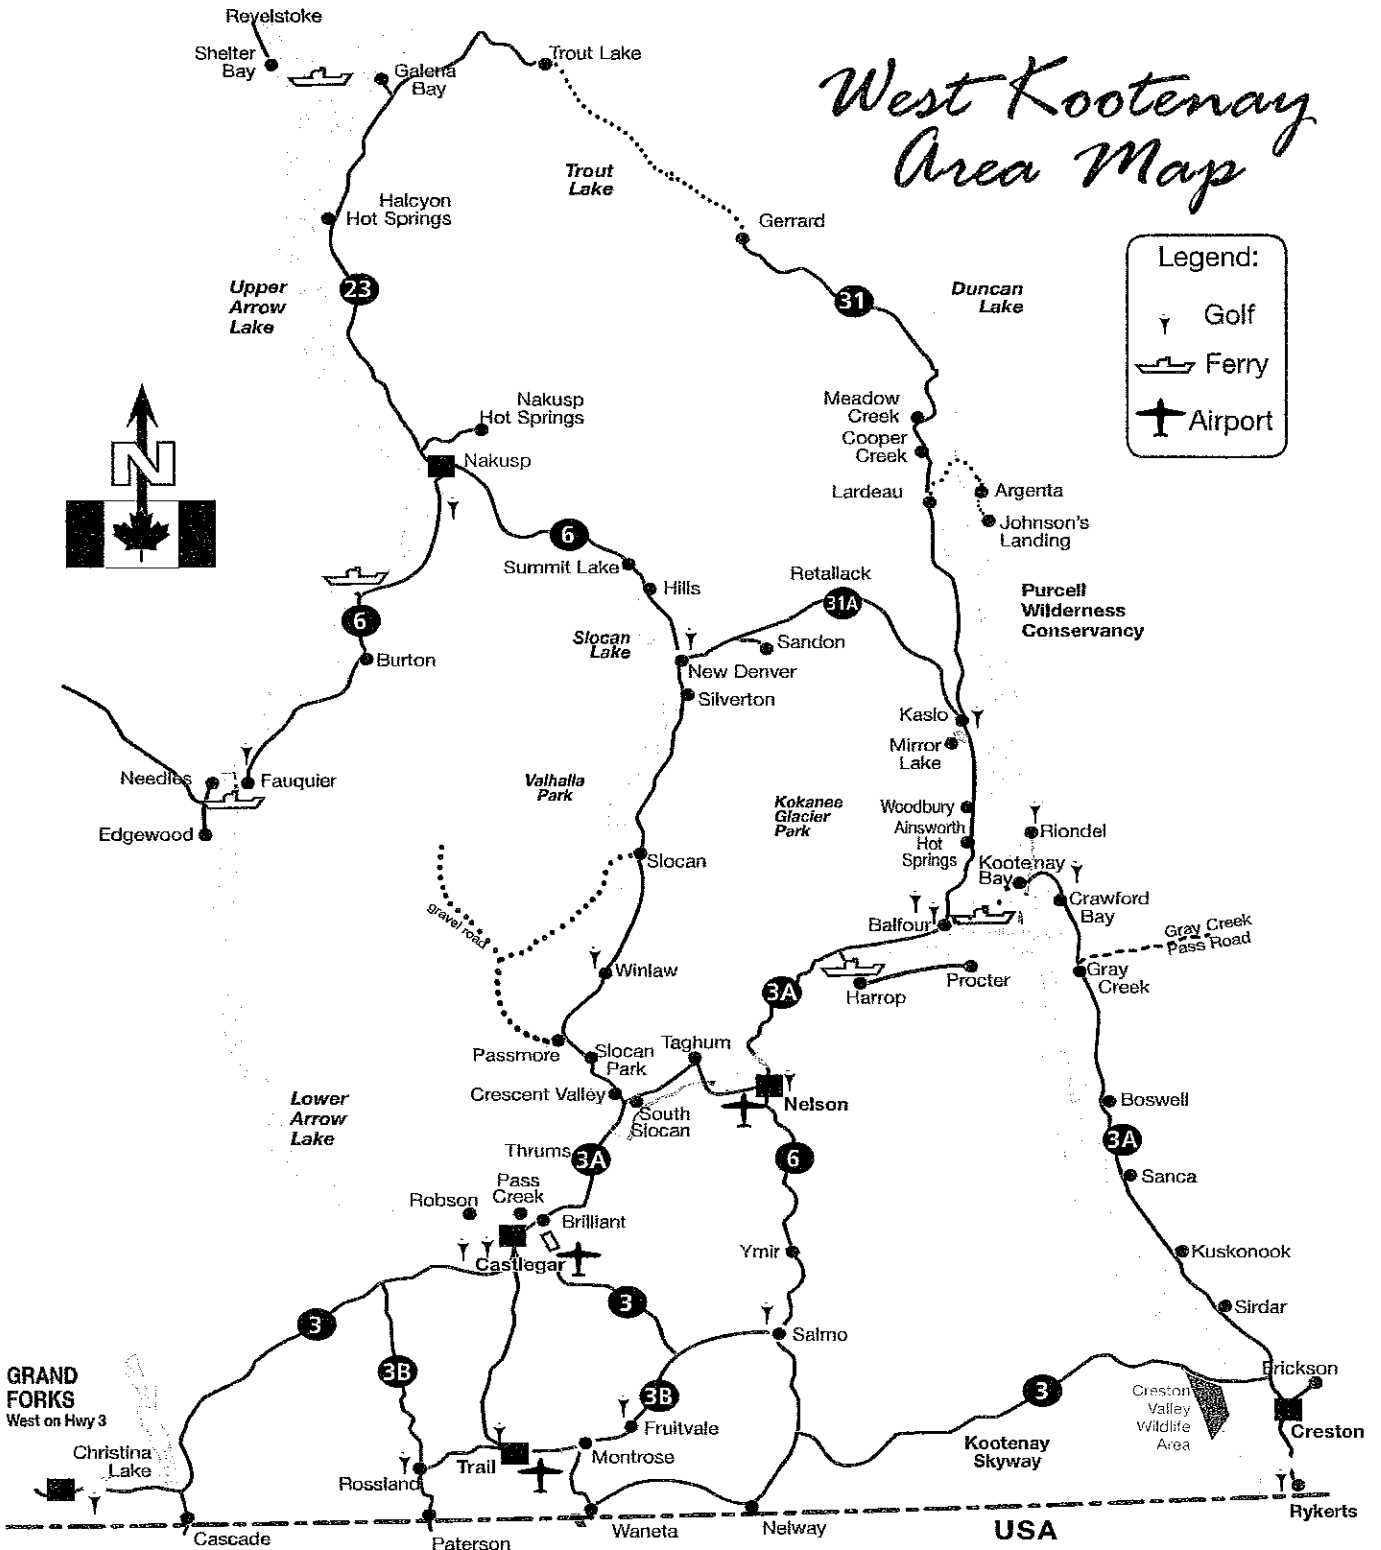 Revelstoke
Shelter
Bay
Galena
Bay
Trout Lake
West Kootenay
Area Map
Trout
Lake
Halcyon
Hot Springs
Gerrard
Legend:
Golf
Ferry
Airport
23
Upper
Arrow
Lake
31
Duncan
Lake
Nakusp
Hot Springs
Nakusp
Meadow
Creek
Cooper
Creek
Lardeau
Argenta
Johnson's
Landing
N
6
Summit Lake
Hills
Retallack
31A
Purcell
Wilderness
Conservancy
6
Burton
Slocan
Lake
Sandon
New Denver
Silverton
Kaslo
Mirror
Lake
Needles
Fauquier
Edgewood
Valhalla
Park
Kokanee
Glacier
Park
Woodbury
Ainsworth
Hot
Springs
Riondel
Kootenay
Bay
Crawford
Bay
Slocan
gravel road
Balfour
Gray Creek
Pass Road
Winlaw
3A
Harrop
Procter
Gray
Creek
Passmore
Slocan
Park
Taghum
Crescent Valley
South
Slocan
Nelson
Boswell
Lower
Arrow
Lake
Thrums
3A
6
3A
Sanca
Pass
Creek
Robson
Brilliant
Castlegar
Ymir
Kuskonook
3
3
Salmo
Sirdar
GRAND
FORKS
West on Hwy 3
3B
3B
3
Erickson
Creston
Valley
Wildlife
Area
Creston
Christina
Lake
Fruitvale
Montrose
Trail
Rossland
Kootenay
Skyway
Rykerts
Cascade
Paterson
Waneta
Nelway
USA